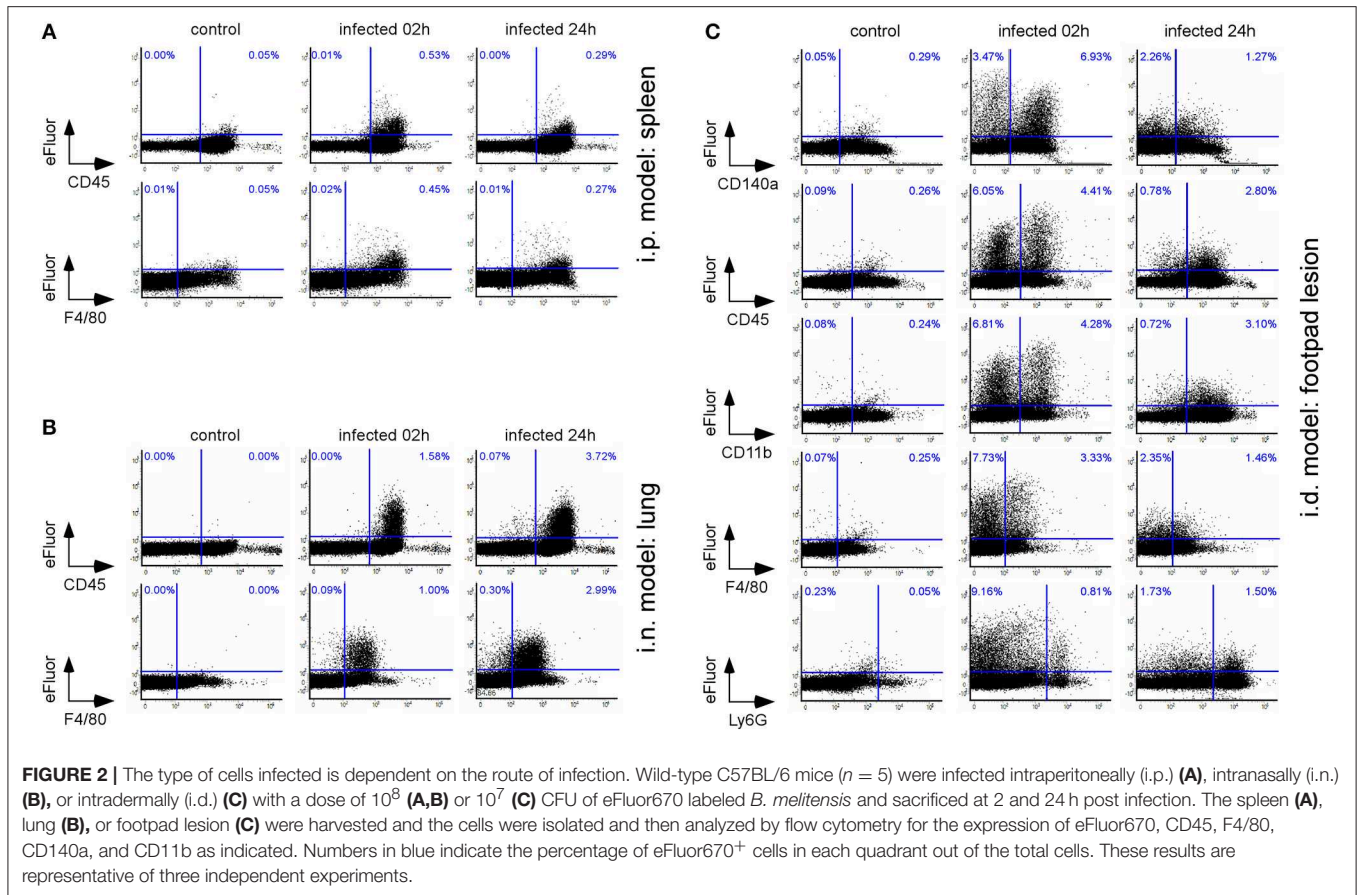 A
control
infected 02h
infected 24h
0.00%
0.05%
0.01%
0.53%
0.00%
0.29%
eFluor
CD45
0.01%
0.05%
0.02%
0.45%
0.01%
0.27%
eFluor
F4/80
i.p. model: spleen
B
control
infected 02h
infected 24h
0.00%
0.00%
0.00%
1.58%
0.07%
3.72%
eFluor
CD45
0.00%
0.00%
0.09%
1.00%
0.30%
2.99%
eFluor
F4/80
i.n. model: lung
C
control
infected 02h
infected 24h
0.05%
0.29%
3.47%
6.93%
2.26%
1.27%
eFluor
CD140a
0.09%
0.26%
6.05%
4.41%
0.78%
2.80%
eFluor
CD45
0.08%
0.24%
6.81%
4.28%
0.72%
3.10%
eFluor
CD11b
0.07%
0.25%
7.73%
3.33%
2.35%
1.46%
eFluor
F4/80
0.23%
0.05%
9.16%
0.81%
1.73%
1.50%
eFluor
Ly6G
i.d. model: footpad lesion
FIGURE 2 | The type of cells infected is dependent on the route of infection. Wild-type C57BL/6 mice (n = 5) were infected intraperitoneally (i.p.) (A), intranasally (i.n.)
(B), or intradermally (i.d.) (C) with a dose of 10⁸ (A,B) or 10⁷ (C) CFU of eFluor670 labeled B. melitensis and sacrificed at 2 and 24 h post infection. The spleen (A),
lung (B), or footpad lesion (C) were harvested and the cells were isolated and then analyzed by flow cytometry for the expression of eFluor670, CD45, F4/80,
CD140a, and CD11b as indicated. Numbers in blue indicate the percentage of eFluor670⁺ cells in each quadrant out of the total cells. These results are
representative of three independent experiments.